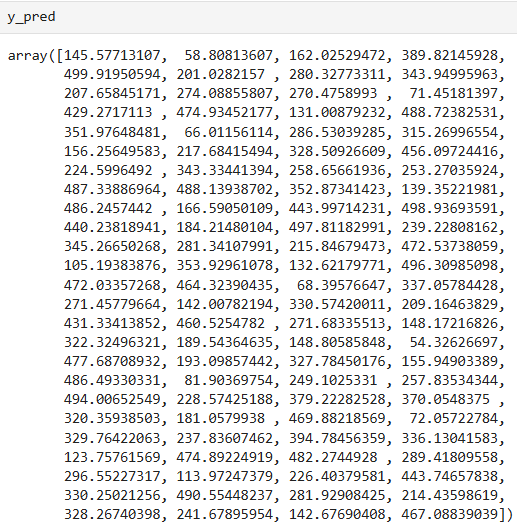 y_pred
array([145.57713107,  58.80813607, 162.02529472, 389.82145928,
499.91950594, 201.0282157 , 280.32773311, 343.94995963,
207.65845171, 274.08855807, 270.4758993 ,  71.45181397,
429.2717113 , 474.93452177, 131.00879232, 488.72382531,
351.97648481,  66.01156114, 286.53039285, 315.26996554,
156.25649583, 217.68415494, 328.50926609, 456.09724416,
224.5996492 , 343.33441394, 258.65661936, 253.27035924,
487.33886964, 488.13938702, 352.87341423, 139.35221981,
486.2457442 , 166.59050109, 443.99714231, 498.93693591,
440.23818941, 184.21480104, 497.81182991, 239.22808162,
345.26650268, 281.34107991, 215.84679473, 472.53738059,
105.19383876, 353.92961078, 132.62179771, 496.30985098,
472.03357268, 464.32390435,  68.39576647, 337.05784428,
271.45779664, 142.00782194, 330.57420011, 209.16463829,
431.33413852, 460.5254782 , 271.68335513, 148.17216826,
322.32496321, 189.54364635, 148.80585848,  54.32626697,
477.68708932, 193.09857442, 327.78450176, 155.94903389,
486.49330331,  81.90369754, 249.1025331 , 257.83534344,
494.00652549, 228.57425188, 379.22282528, 370.0548375 ,
320.35938503, 181.0579938 , 469.88218569,  72.05722784,
329.76422063, 237.83607462, 394.78456359, 336.13041583,
123.75761569, 474.89224919, 482.2744928 , 289.41809558,
296.55227317, 113.97247379, 226.40379581, 443.74657838,
330.25021256, 490.55448237, 281.92908425, 214.43598619,
328.26740398, 241.67895954, 142.67690408, 467.08839039])